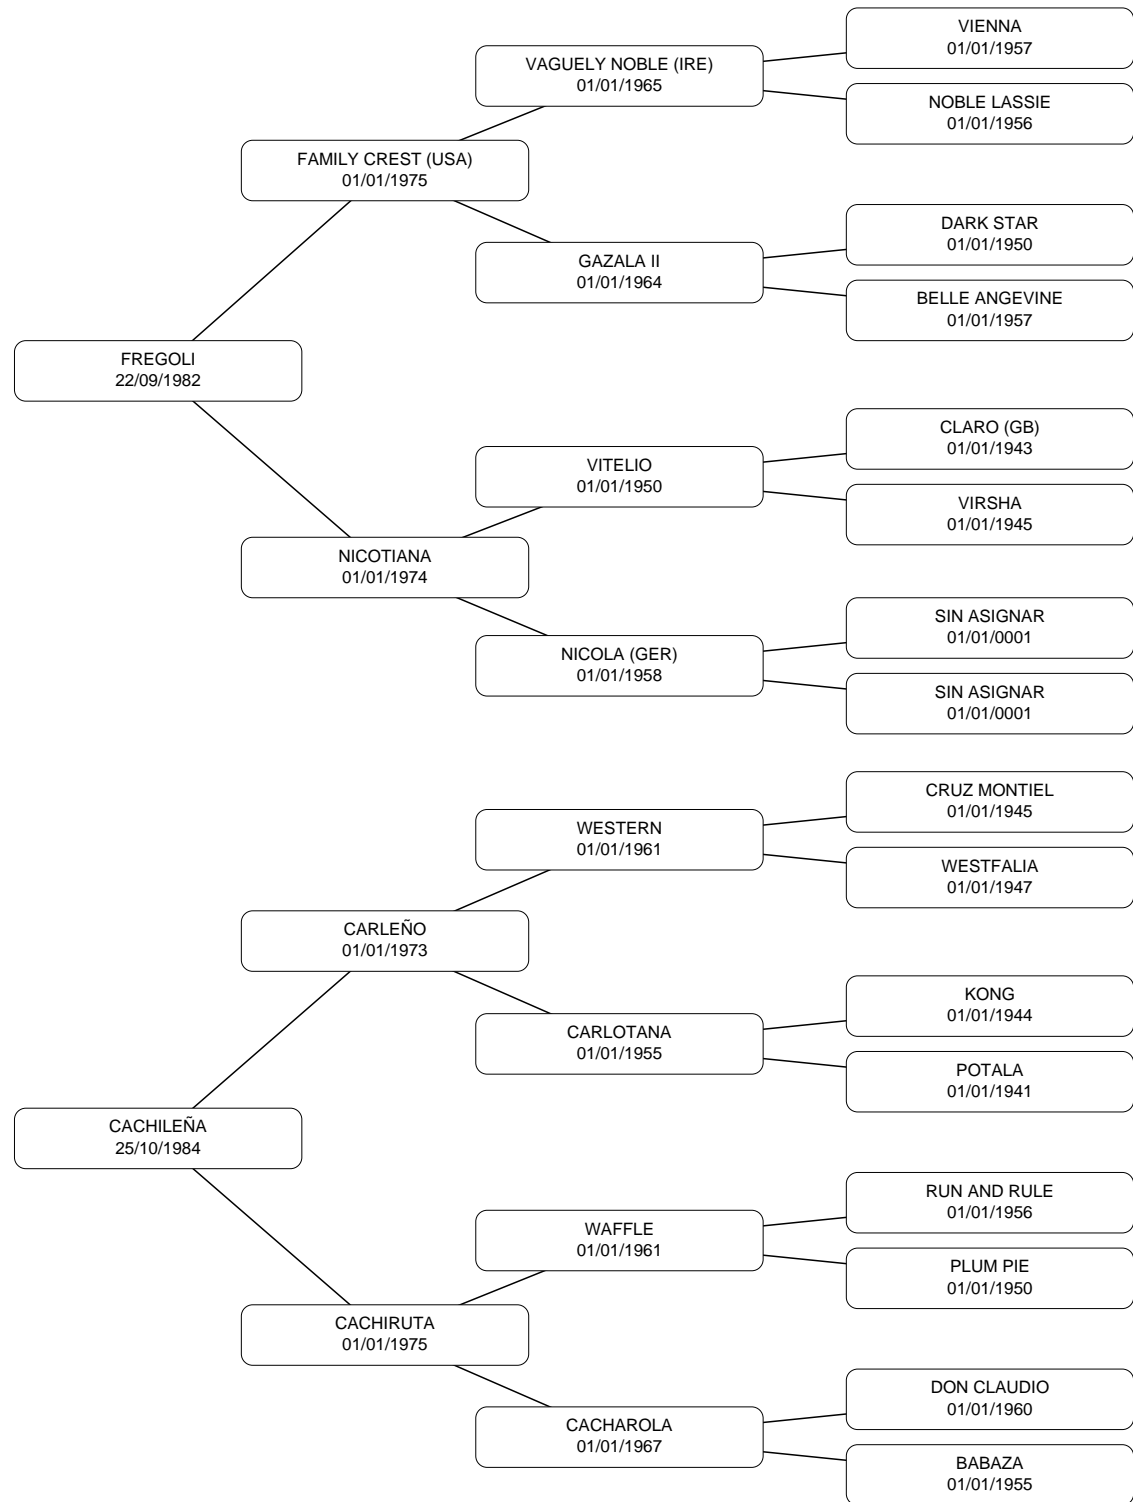 VIENNA
01/01/1957
VAGUELY NOBLE (IRE)
01/01/1965
NOBLE LASSIE
01/01/1956
FAMILY CREST (USA)
01/01/1975
DARK STAR
01/01/1950
GAZALA II
01/01/1964
BELLE ANGEVINE
01/01/1957
FREGOLI
22/09/1982
CLARO (GB)
01/01/1943
VITELIO
01/01/1950
VIRSHA
01/01/1945
NICOTIANA
01/01/1974
SIN ASIGNAR
01/01/0001
NICOLA (GER)
01/01/1958
SIN ASIGNAR
01/01/0001
CRUZ MONTIEL
01/01/1945
WESTERN
01/01/1961
WESTFALIA
01/01/1947
CARLEÑO
01/01/1973
KONG
01/01/1944
CARLOTANA
01/01/1955
POTALA
01/01/1941
CACHILEÑA
25/10/1984
RUN AND RULE
01/01/1956
WAFFLE
01/01/1961
PLUM PIE
01/01/1950
CACHIRUTA
01/01/1975
DON CLAUDIO
01/01/1960
CACHAROLA
01/01/1967
BABAZA
01/01/1955